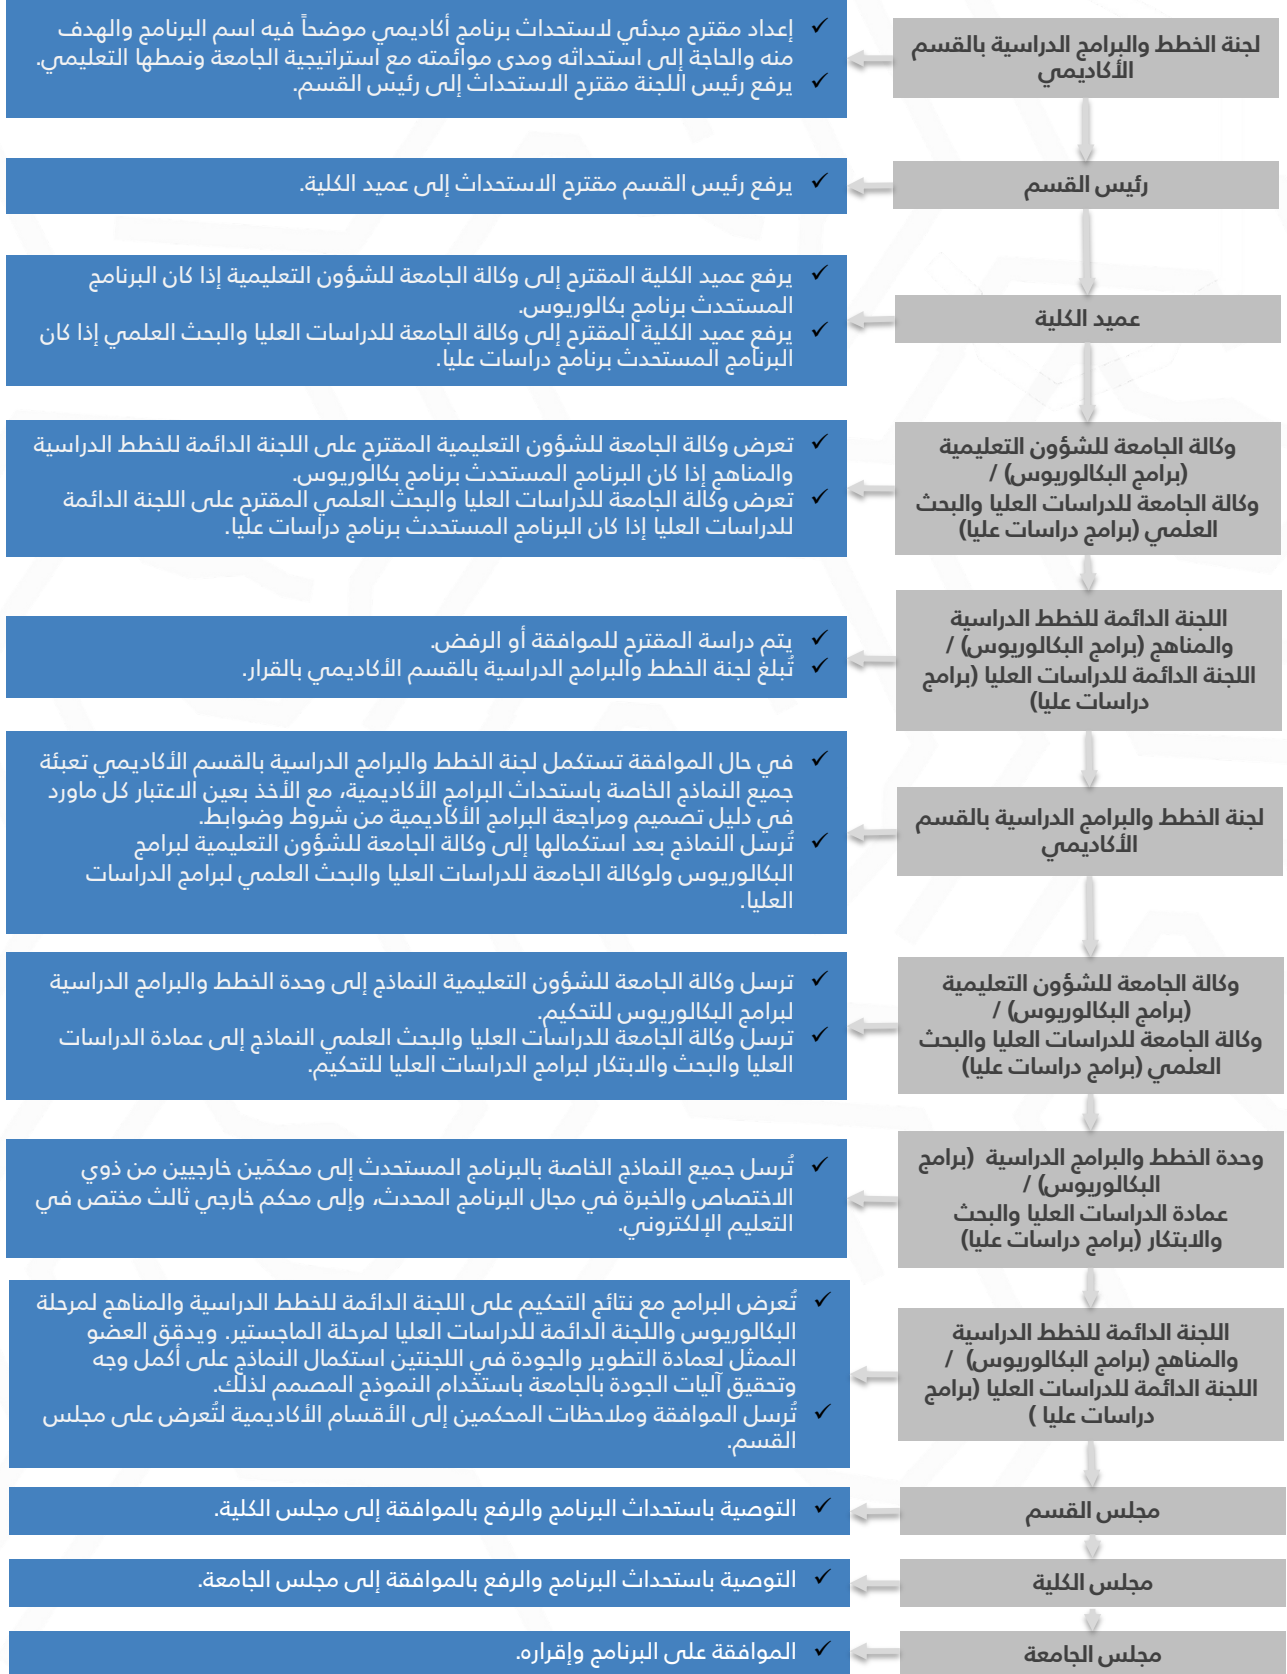 لجنة الخطط والبرامج الدراسية بالقسم
الأكاديمي
✓ إعداد مقترح مبدئي لاستحداث برنامج أكاديمي موضحاً فيه اسم البرنامج والهدف
منه والحاجة إلى استحداثه ومدى موائمته مع استراتيجية الجامعة ونمطها التعليمي.
✓ يرفع رئيس اللجنة مقترح الاستحداث إلى رئيس القسم.
رئيس القسم
✓ يرفع رئيس القسم مقترح الاستحداث إلى عميد الكلية.
عميد الكلية
✓ يرفع عميد الكلية المقترح إلى وكالة الجامعة للشؤون التعليمية إذا كان البرنامج
المستحدث برنامج بكالوريوس.
✓ يرفع عميد الكلية المقترح إلى وكالة الجامعة للدراسات العليا والبحث العلمي إذا كان
البرنامج المستحدث برنامج دراسات عليا.
وكالة الجامعة للشؤون التعليمية
(برامج البكالوريوس) /
وكالة الجامعة للدراسات العليا والبحث
العلمي (برامج دراسات عليا)
✓ تعرض وكالة الجامعة للشؤون التعليمية المقترح على اللجنة الدائمة للخطط الدراسية
والمناهج إذا كان البرنامج المستحدث برنامج بكالوريوس.
✓ تعرض وكالة الجامعة للدراسات العليا والبحث العلمي المقترح على اللجنة الدائمة
للدراسات العليا إذا كان البرنامج المستحدث برنامج دراسات عليا.
اللجنة الدائمة للخطط الدراسية
والمناهج (برامج البكالوريوس) /
اللجنة الدائمة للدراسات العليا (برامج
دراسات عليا)
✓ يتم دراسة المقترح للموافقة أو الرفض.
✓ تُبلغ لجنة الخطط والبرامج الدراسية بالقسم الأكاديمي بالقرار.
لجنة الخطط والبرامج الدراسية بالقسم
الأكاديمي
✓ في حال الموافقة تستكمل لجنة الخطط والبرامج الدراسية بالقسم الأكاديمي تعبئة
جميع النماذج الخاصة باستحداث البرامج الأكاديمية، مع الأخذ بعين الاعتبار كل ماورد
في دليل تصميم ومراجعة البرامج الأكاديمية من شروط وضوابط.
✓ تُرسل النماذج بعد استكمالها إلى وكالة الجامعة للشؤون التعليمية لبرامج
البكالوريوس ولوكالة الجامعة للدراسات العليا والبحث العلمي لبرامج الدراسات
العليا.
وكالة الجامعة للشؤون التعليمية
(برامج البكالوريوس) /
وكالة الجامعة للدراسات العليا والبحث
العلمي (برامج دراسات عليا)
✓ ترسل وكالة الجامعة للشؤون التعليمية النماذج إلى وحدة الخطط والبرامج الدراسية
لبرامج البكالوريوس للتحكيم.
✓ ترسل وكالة الجامعة للدراسات العليا والبحث العلمي النماذج إلى عمادة الدراسات
العليا والبحث والابتكار لبرامج الدراسات العليا للتحكيم.
وحدة الخطط والبرامج الدراسية (برامج
البكالوريوس) /
عمادة الدراسات العليا والبحث
والابتكار (برامج دراسات عليا)
✓ تُرسل جميع النماذج الخاصة بالبرنامج المستحدث إلى محكمَين خارجيين من ذوي
الاختصاص والخبرة في مجال البرنامج المحدث، وإلى محكم خارجي ثالث مختص في
التعليم الإلكتروني.
اللجنة الدائمة للخطط الدراسية
والمناهج (برامج البكالوريوس) /
اللجنة الدائمة للدراسات العليا (برامج
دراسات عليا )
✓ تُعرض البرامج مع نتائج التحكيم على اللجنة الدائمة للخطط الدراسية والمناهج لمرحلة
البكالوريوس واللجنة الدائمة للدراسات العليا لمرحلة الماجستير. ويدقق العضو
الممثل لعمادة التطوير والجودة في اللجنتين استكمال النماذج على أكمل وجه
وتحقيق آليات الجودة بالجامعة باستخدام النموذج المصمم لذلك.
✓ تُرسل الموافقة وملاحظات المحكمين إلى الأقسام الأكاديمية لتُعرض على مجلس
القسم.
مجلس القسم
✓ التوصية باستحداث البرنامج والرفع بالموافقة إلى مجلس الكلية.
مجلس الكلية
✓ التوصية باستحداث البرنامج والرفع بالموافقة إلى مجلس الجامعة.
مجلس الجامعة
✓ الموافقة على البرنامج وإقراره.